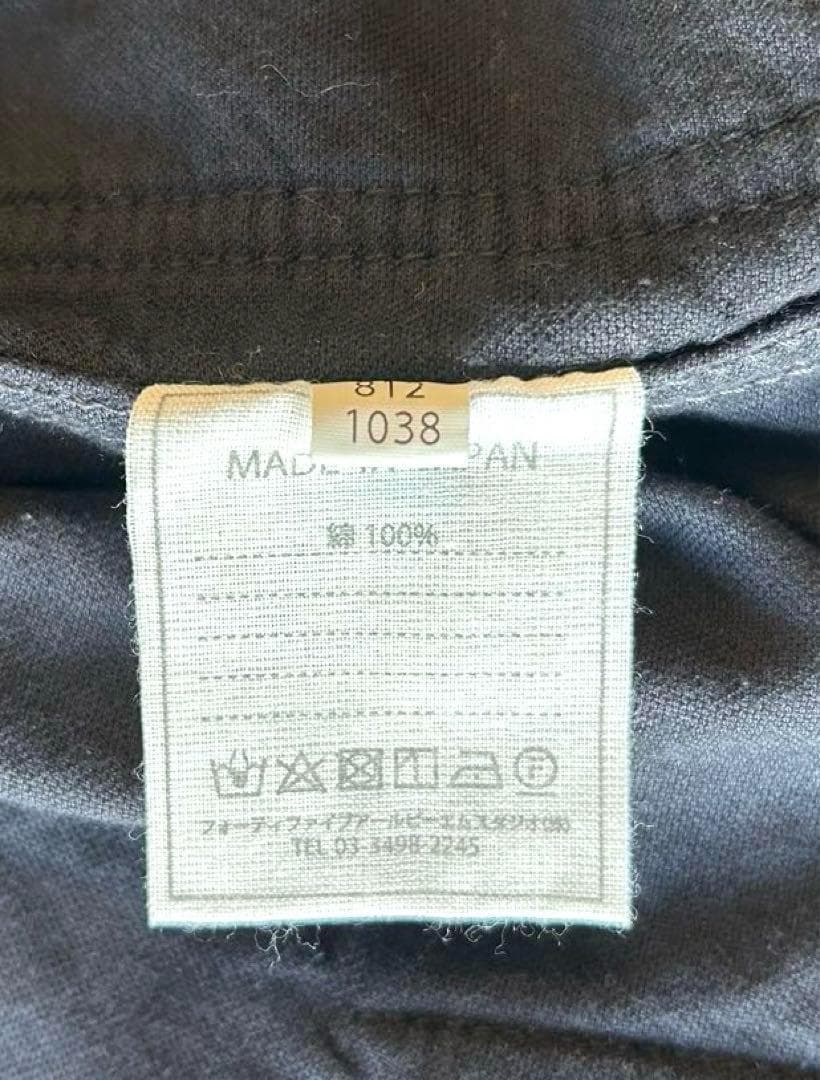 812
1038
MADE IN JAPAN
綿 100%
フォーティファイブアールピーエムスタジオ(株)
TEL 03-3498-2245